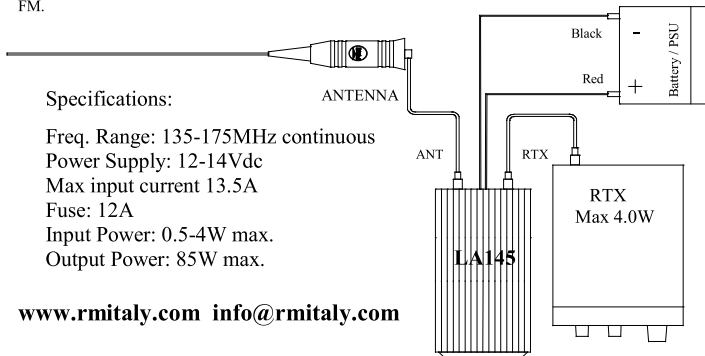 FM.
Black
-
Battery / PSU
Red
+
ANTENNA
Specifications:
Freq. Range: 135-175MHz continuous
Power Supply: 12-14Vdc
Max input current 13.5A
Fuse: 12A
Input Power: 0.5-4W max.
Output Power: 85W max.
ANT
RTX
RTX
Max 4.0W
LA145
www.rmitaly.com info@rmitaly.com